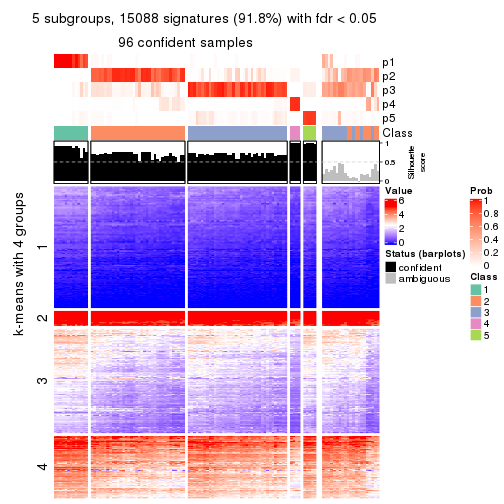 5 subgroups, 15088 signatures (91.8%) with fdr < 0.05
96 confident samples
p1
p2
p3
p4
p5
Class
1
0.5
0
Silhouette
score
k-means with 4 groups
1
2
3
4
Value
6
4
2
0
Status (barplots)
confident
ambiguous
Prob
1
0.8
0.6
0.4
0.2
0
Class
1
2
3
4
5